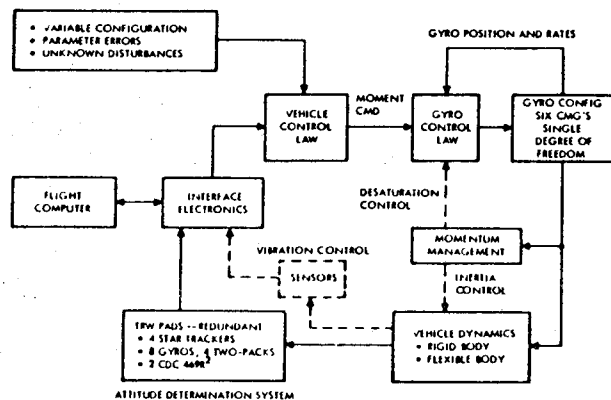 • VARIABLE CONFIGURATION
• PARAMETER ERRORS
• UNKNOWN DISTURBANCES
GYRO POSITION AND RATES
VEHICLE
CONTROL
LAW
MOMENT
CMD
GYRO
CONTROL
LAW
GYRO CONFIG
SIX CMG'S
SINGLE
DEGREE OF
FREEDOM
FLIGHT
COMPUTER
INTERFACE
ELECTRONICS
DESATURATION
CONTROL
VIBRATION CONTROL
SENSORS
MOMENTUM
MANAGEMENT
INERTIA
CONTROL
TRW PADS -- REDUNDANT
• 4 STAR TRACKERS
• 8 GYROS, 4 TWO-PACKS
• 2 CDC 469R²
VEHICLE DYNAMICS
• RIGID BODY
• FLEXIBLE BODY
ATTITUDE DETERMINATION SYSTEM